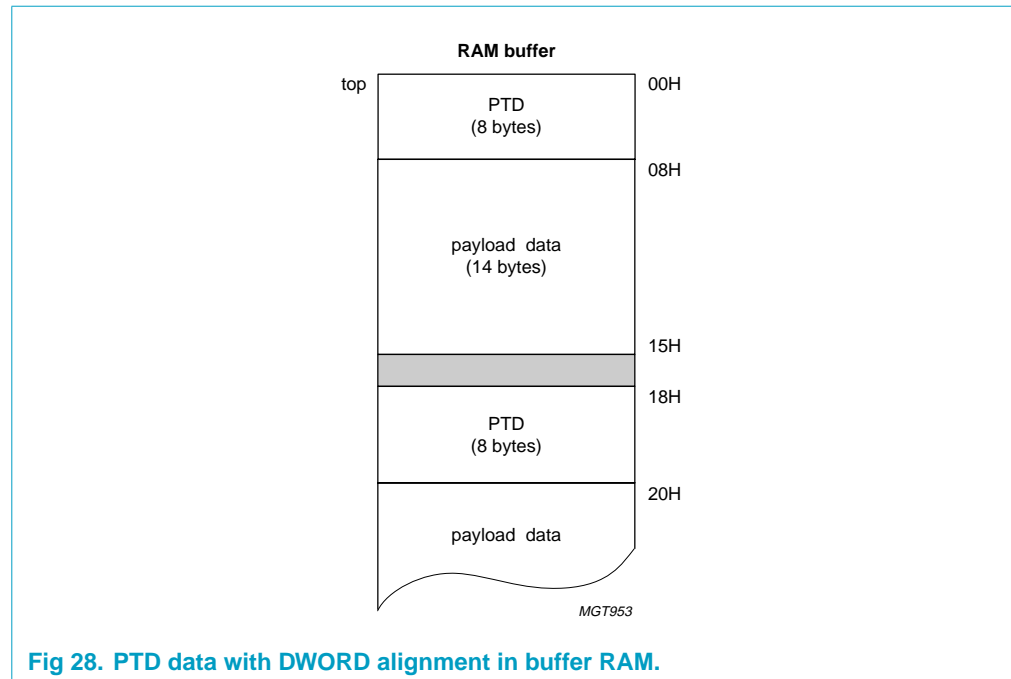 RAM buffer
top
00H
PTD
(8 bytes)
08H
payload data
(14 bytes)
15H
18H
PTD
(8 bytes)
20H
payload data
MGT953
Fig 28. PTD data with DWORD alignment in buffer RAM.